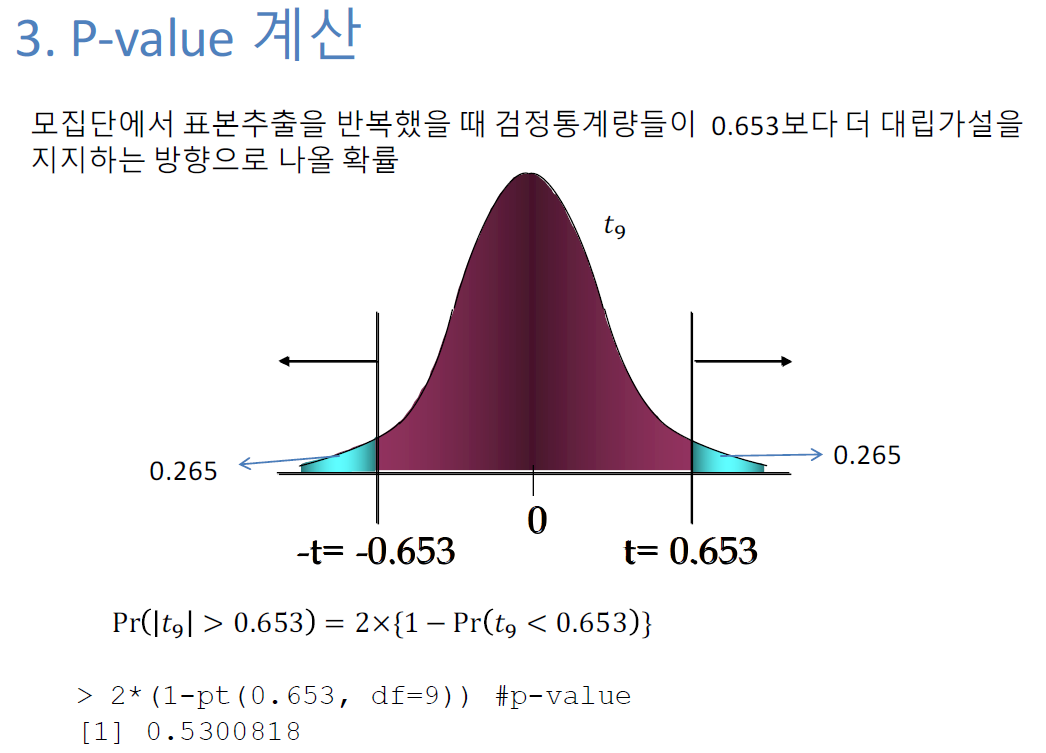 3. P-value 계산
모집단에서 표본추출을 반복했을 때 검정통계량들이 0.653보다 더 대립가설을
지지하는 방향으로 나올 확률
t₉
0.265
0.265
0
-t= -0.653
t= 0.653
Pr(|t₉| > 0.653) = 2×{1 − Pr(t₉ < 0.653)}
> 2*(1-pt(0.653, df=9)) #p-value
[1] 0.5300818